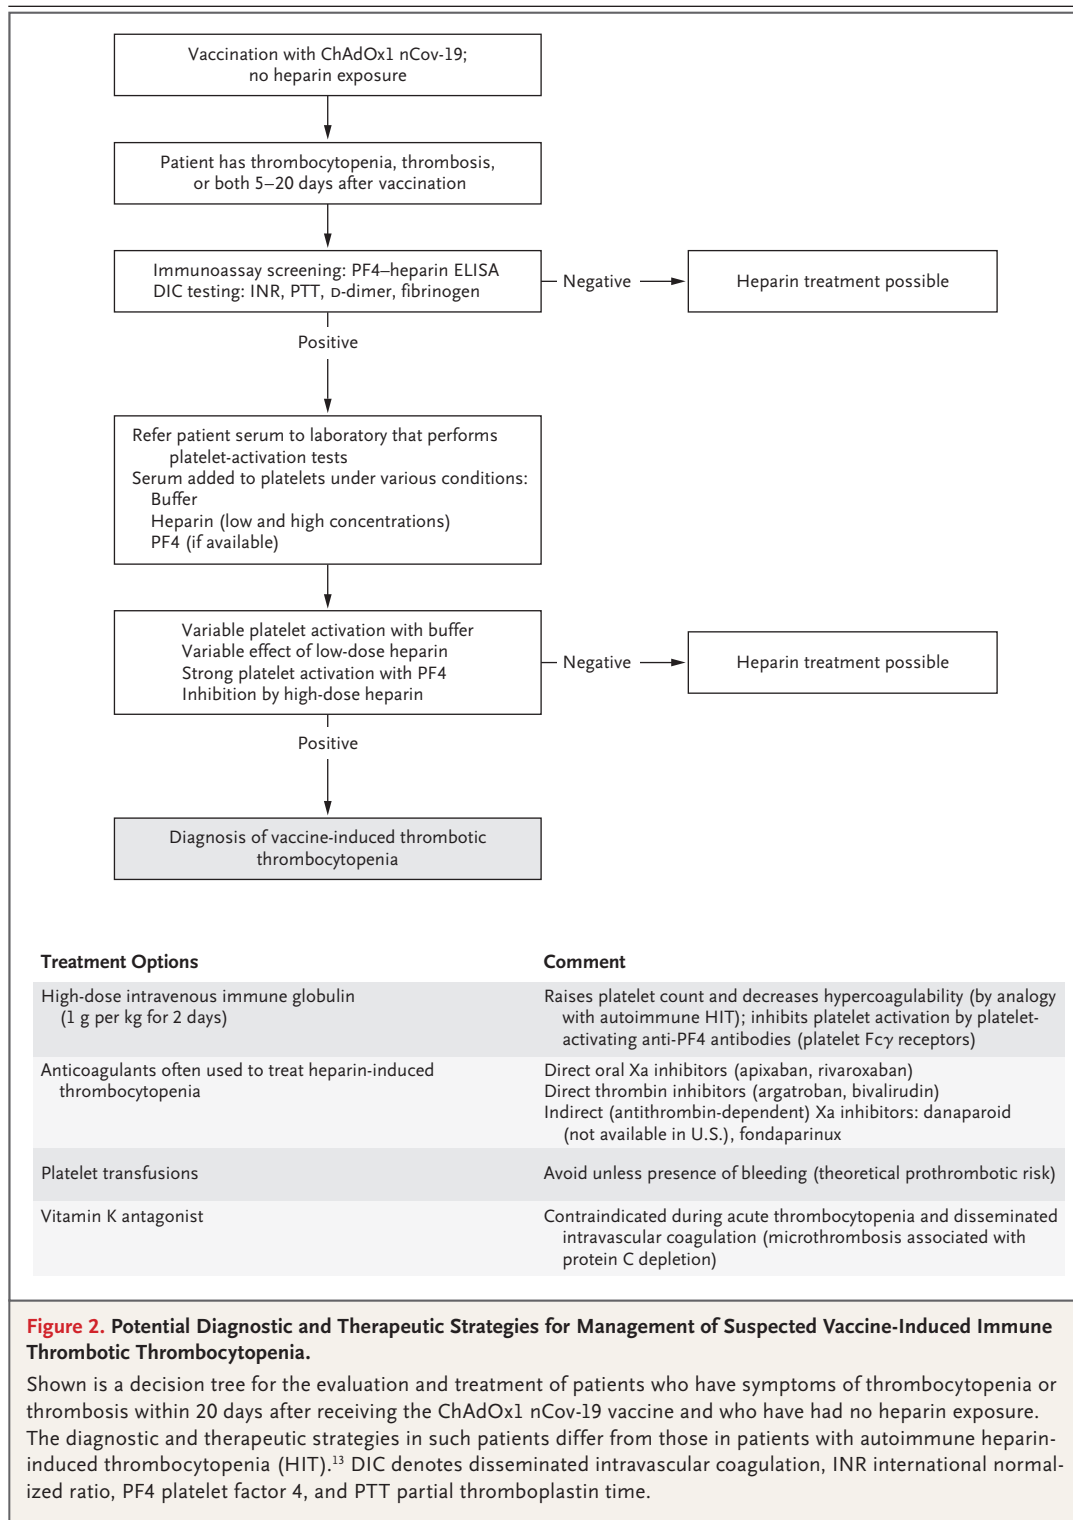 Vaccination with ChAdOx1 nCov-19;
no heparin exposure
Patient has thrombocytopenia, thrombosis,
or both 5–20 days after vaccination
Immunoassay screening: PF4–heparin ELISA
DIC testing: INR, PTT, D-dimer, fibrinogen
Negative
Heparin treatment possible
Positive
Refer patient serum to laboratory that performs
platelet-activation tests
Serum added to platelets under various conditions:
Buffer
Heparin (low and high concentrations)
PF4 (if available)
Variable platelet activation with buffer
Variable effect of low-dose heparin
Strong platelet activation with PF4
Inhibition by high-dose heparin
Negative
Heparin treatment possible
Positive
Diagnosis of vaccine-induced thrombotic
thrombocytopenia
Treatment Options
Comment
High-dose intravenous immune globulin
(1 g per kg for 2 days)
Raises platelet count and decreases hypercoagulability (by analogy
with autoimmune HIT); inhibits platelet activation by platelet-
activating anti-PF4 antibodies (platelet Fcγ receptors)
Anticoagulants often used to treat heparin-induced
thrombocytopenia
Direct oral Xa inhibitors (apixaban, rivaroxaban)
Direct thrombin inhibitors (argatroban, bivalirudin)
Indirect (antithrombin-dependent) Xa inhibitors: danaparoid
(not available in U.S.), fondaparinux
Platelet transfusions
Avoid unless presence of bleeding (theoretical prothrombotic risk)
Vitamin K antagonist
Contraindicated during acute thrombocytopenia and disseminated
intravascular coagulation (microthrombosis associated with
protein C depletion)
Figure 2. Potential Diagnostic and Therapeutic Strategies for Management of Suspected Vaccine-Induced Immune
Thrombotic Thrombocytopenia.
Shown is a decision tree for the evaluation and treatment of patients who have symptoms of thrombocytopenia or
thrombosis within 20 days after receiving the ChAdOx1 nCov-19 vaccine and who have had no heparin exposure.
The diagnostic and therapeutic strategies in such patients differ from those in patients with autoimmune heparin-
induced thrombocytopenia (HIT).¹³ DIC denotes disseminated intravascular coagulation, INR international normal-
ized ratio, PF4 platelet factor 4, and PTT partial thromboplastin time.